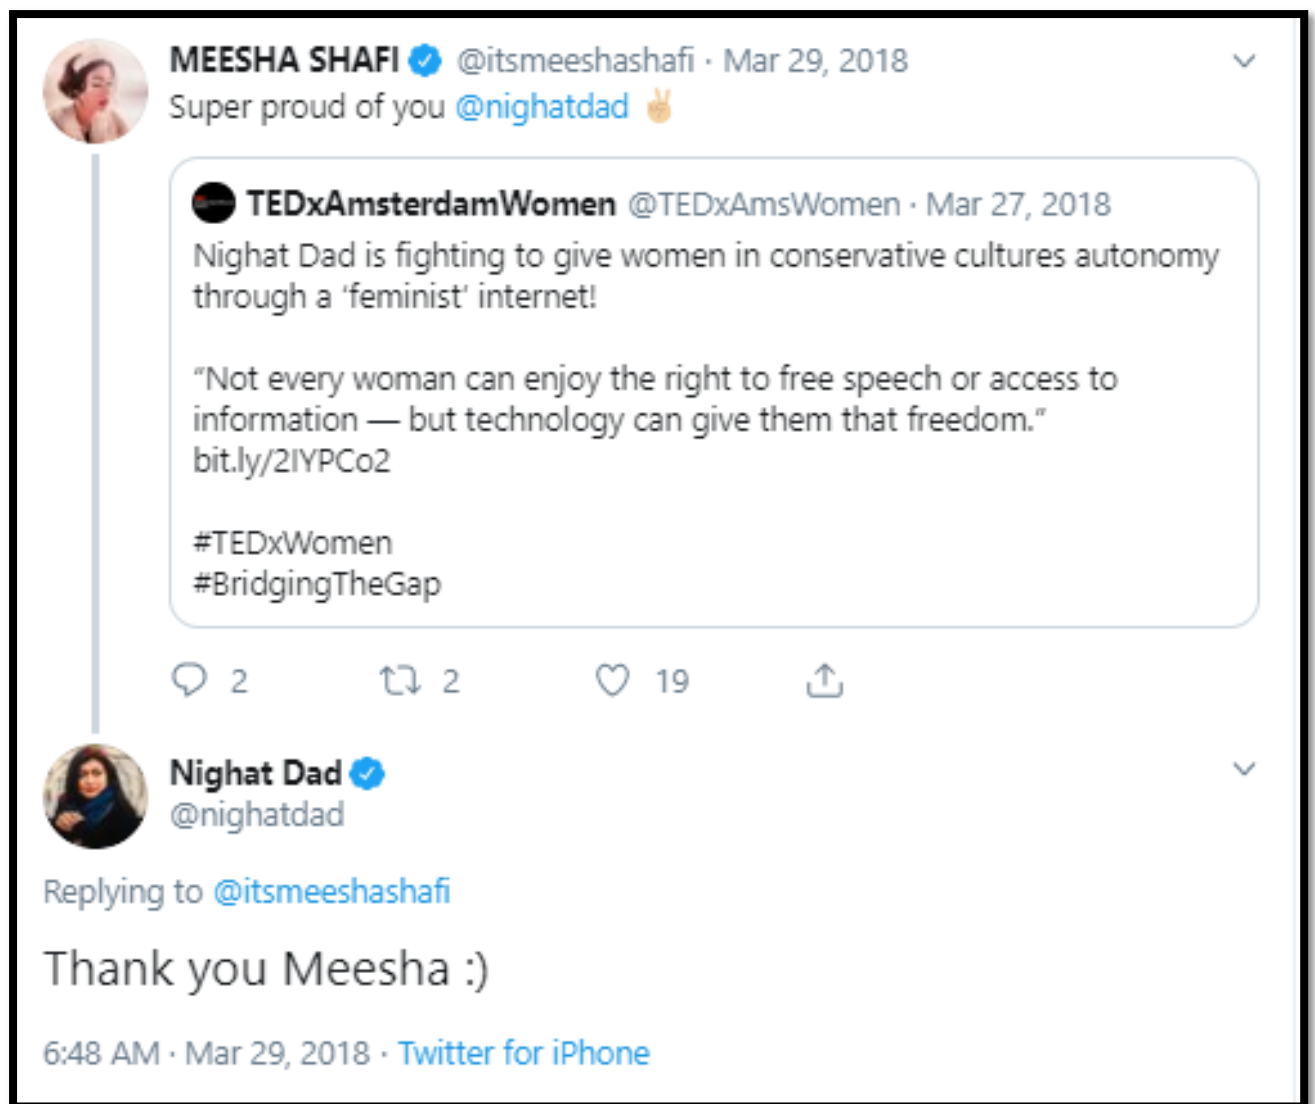 MEESHA SHAFI @itsmeeshashafi · Mar 29, 2018
Super proud of you @nighatdad ✌🏼
TEDxAmsterdamWomen @TEDxAmsWomen · Mar 27, 2018
Nighat Dad is fighting to give women in conservative cultures autonomy
through a ‘feminist’ internet!
“Not every woman can enjoy the right to free speech or access to
information — but technology can give them that freedom.”
bit.ly/2IYPCo2
#TEDxWomen
#BridgingTheGap
2 2 19
Nighat Dad
@nighatdad
Replying to @itsmeeshashafi
Thank you Meesha :)
6:48 AM · Mar 29, 2018 · Twitter for iPhone